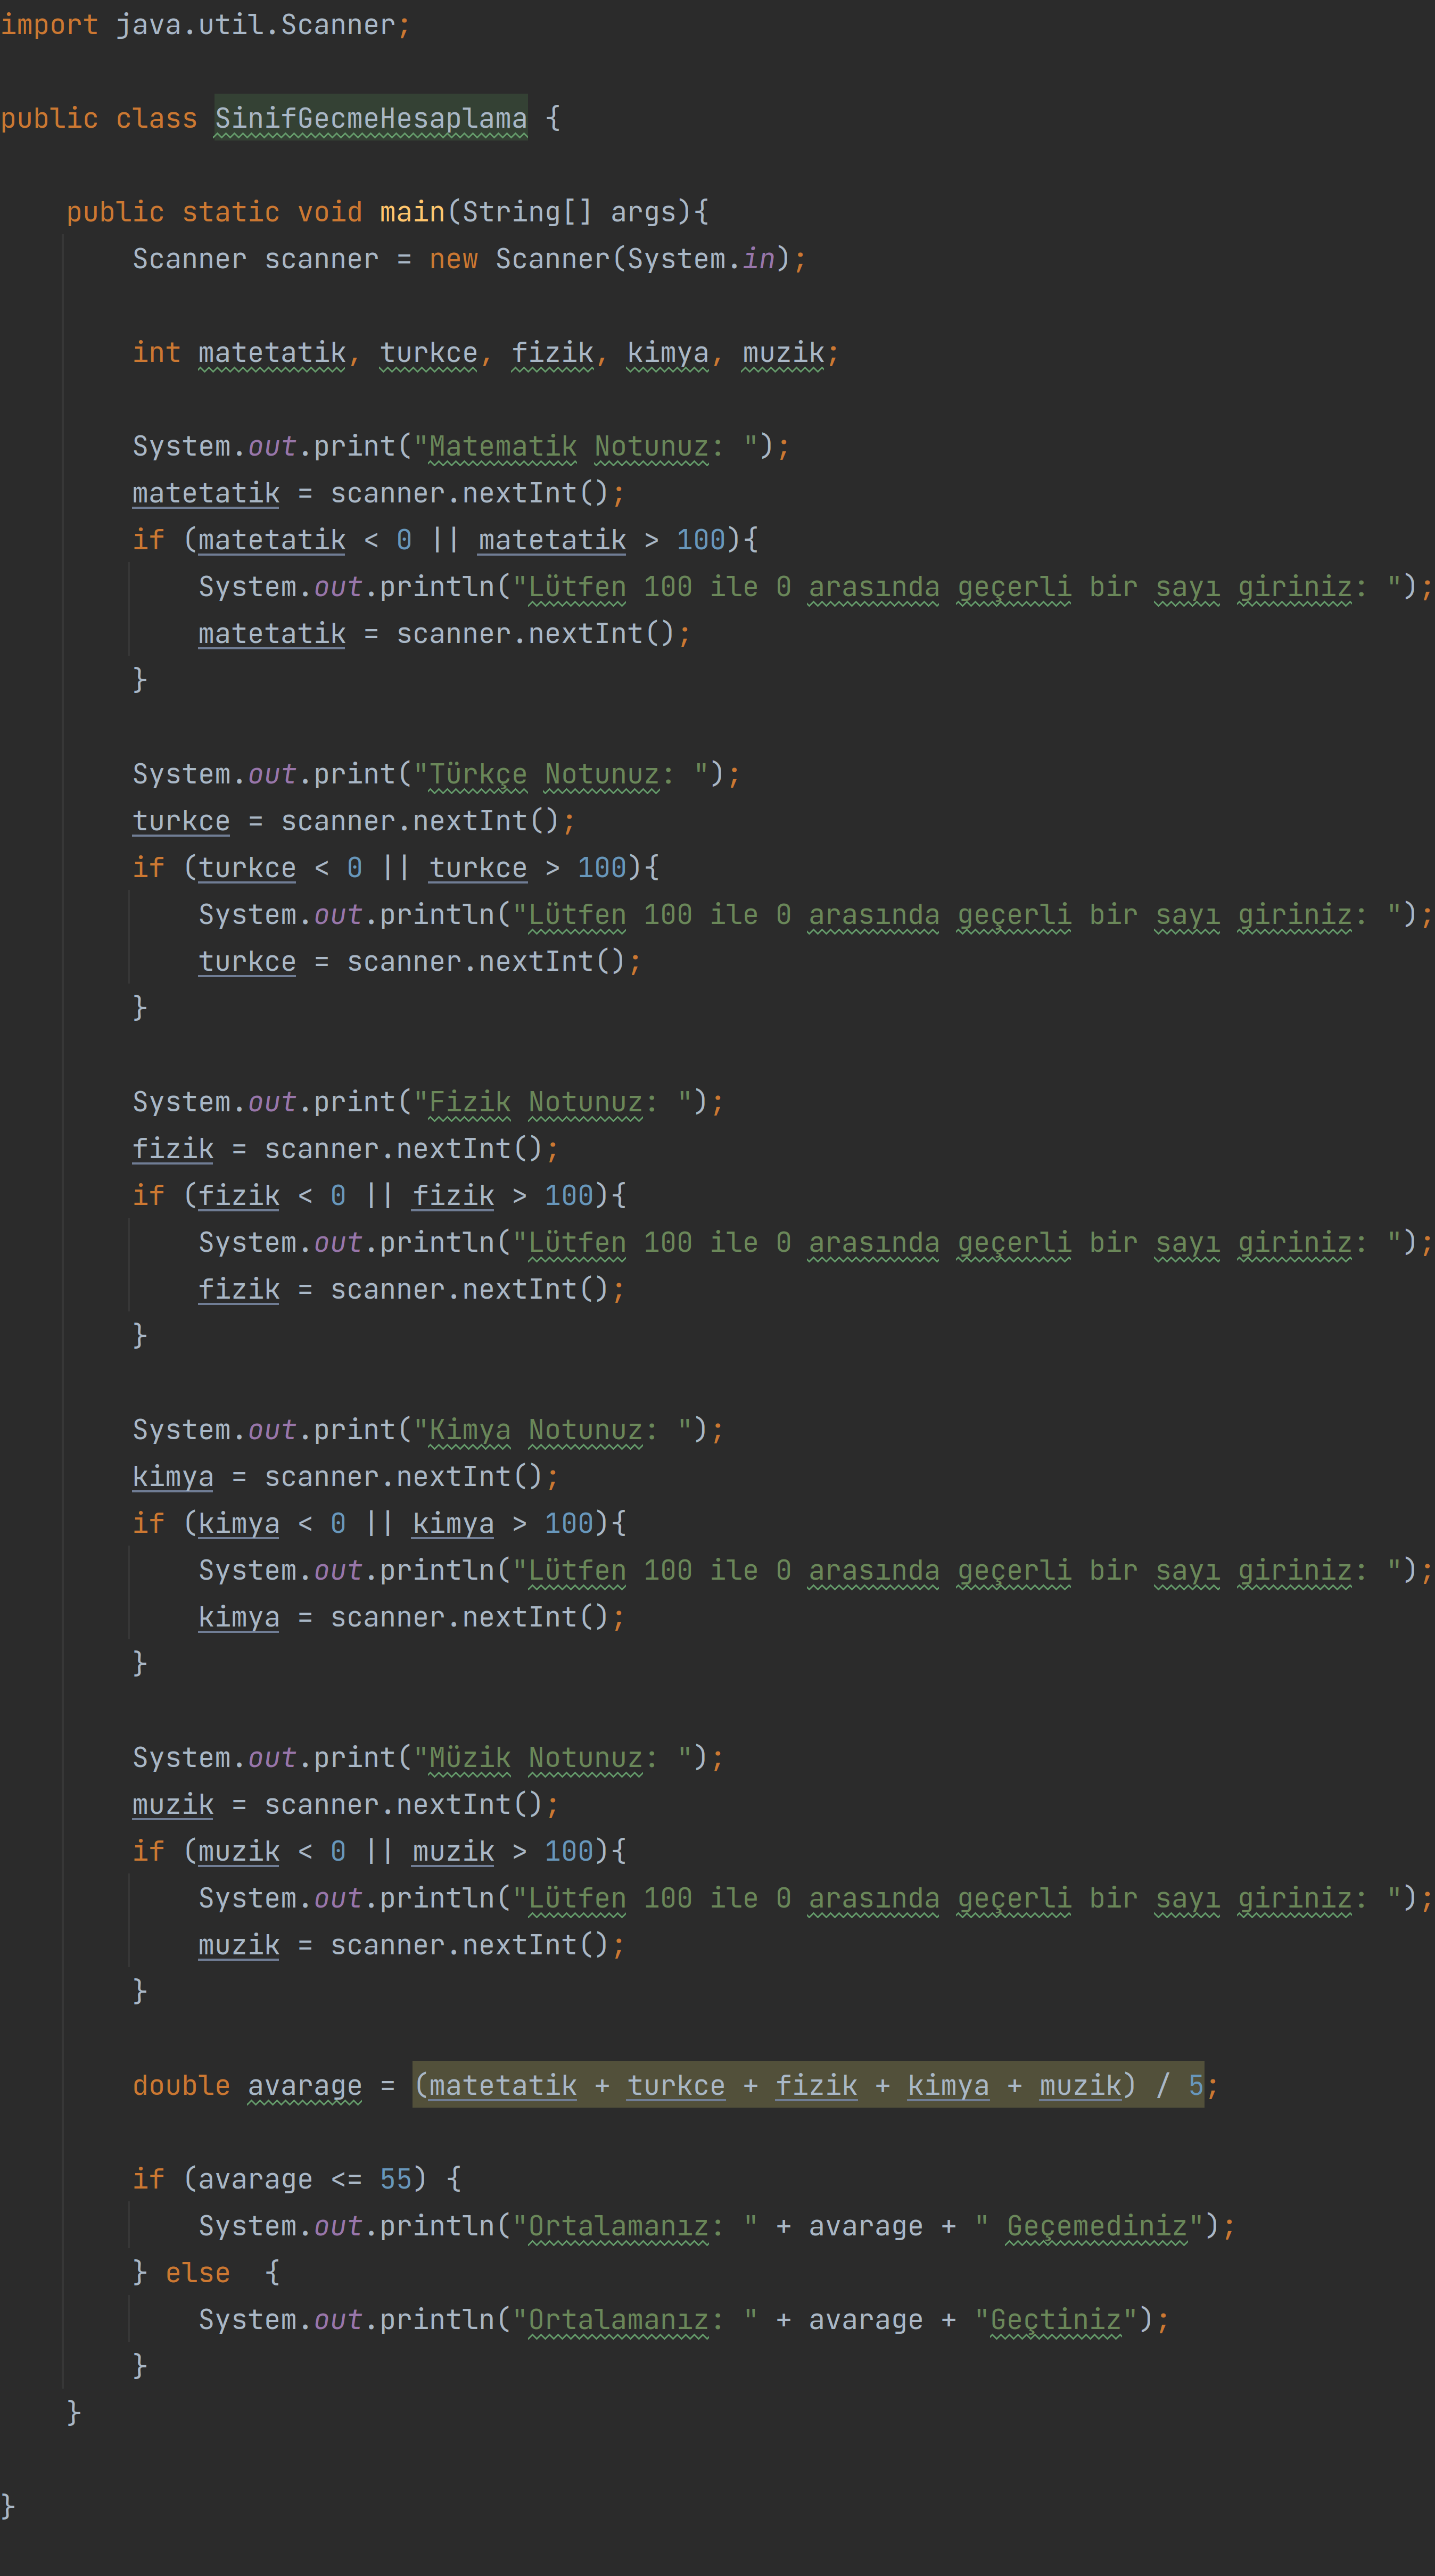 import java.util.Scanner;
public class SinifGecmeHesaplama {
public static void main(String[] args){
Scanner scanner = new Scanner(System.in);
int matetatik, turkce, fizik, kimya, muzik;
System.out.print("Matematik Notunuz: ");
matetatik = scanner.nextInt();
if (matetatik < 0 || matetatik > 100){
System.out.println("Lütfen 100 ile 0 arasında geçerli bir sayı giriniz: ");
matetatik = scanner.nextInt();
}
System.out.print("Türkçe Notunuz: ");
turkce = scanner.nextInt();
if (turkce < 0 || turkce > 100){
System.out.println("Lütfen 100 ile 0 arasında geçerli bir sayı giriniz: ");
turkce = scanner.nextInt();
}
System.out.print("Fizik Notunuz: ");
fizik = scanner.nextInt();
if (fizik < 0 || fizik > 100){
System.out.println("Lütfen 100 ile 0 arasında geçerli bir sayı giriniz: ");
fizik = scanner.nextInt();
}
System.out.print("Kimya Notunuz: ");
kimya = scanner.nextInt();
if (kimya < 0 || kimya > 100){
System.out.println("Lütfen 100 ile 0 arasında geçerli bir sayı giriniz: ");
kimya = scanner.nextInt();
}
System.out.print("Müzik Notunuz: ");
muzik = scanner.nextInt();
if (muzik < 0 || muzik > 100){
System.out.println("Lütfen 100 ile 0 arasında geçerli bir sayı giriniz: ");
muzik = scanner.nextInt();
}
double avarage = (matetatik + turkce + fizik + kimya + muzik) / 5;
if (avarage <= 55) {
System.out.println("Ortalamanız: " + avarage + " Geçemediniz");
} else  {
System.out.println("Ortalamanız: " + avarage + "Geçtiniz");
}
}
}